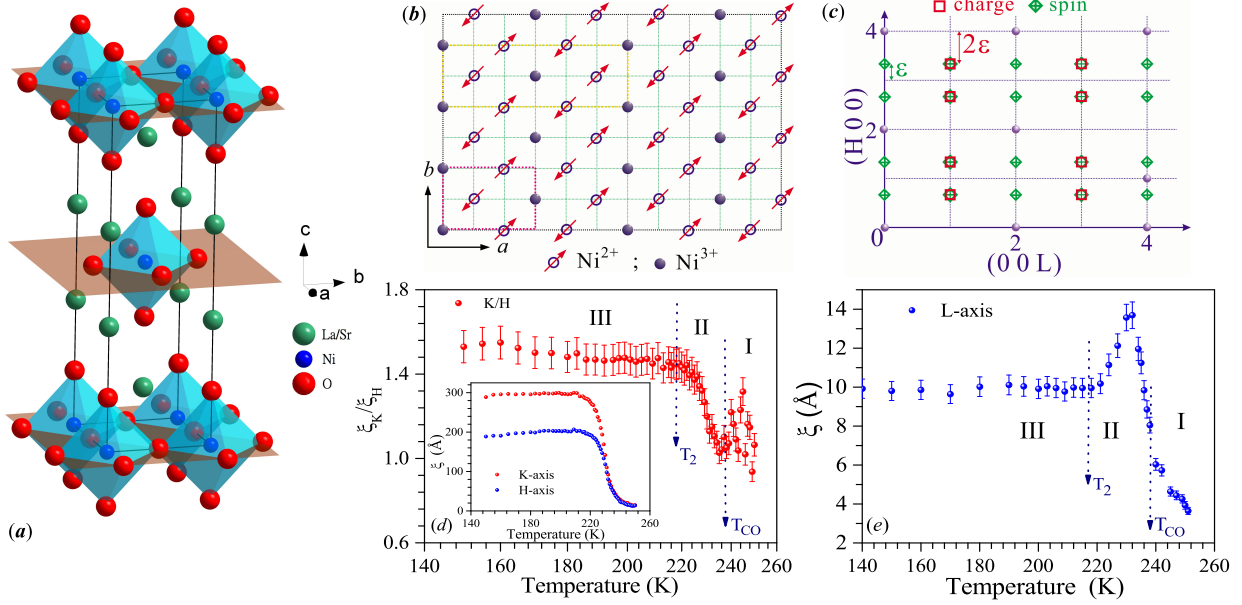 (a)
c
b
a
La/Sr
Ni
O
(b)
b
a
Ni2+ ; Ni3+
(c)
charge spin
4
2ε
ε
2
(H 0 0)
0 2 4
(0 0 L)
1.8
1.4
1.0
0.6
ξK/ξH
K/H
III II I
T2
TCO
300
200
100
0
ξ (Å)
K-axis
H-axis
140 180 220 260
Temperature (K)
(d)
140 160 180 200 220 240 260
Temperature (K)
14
12
10
8
6
4
2
ξ (Å)
L-axis
III II I
T2
TCO
(e)
140 160 180 200 220 240 260
Temperature (K)